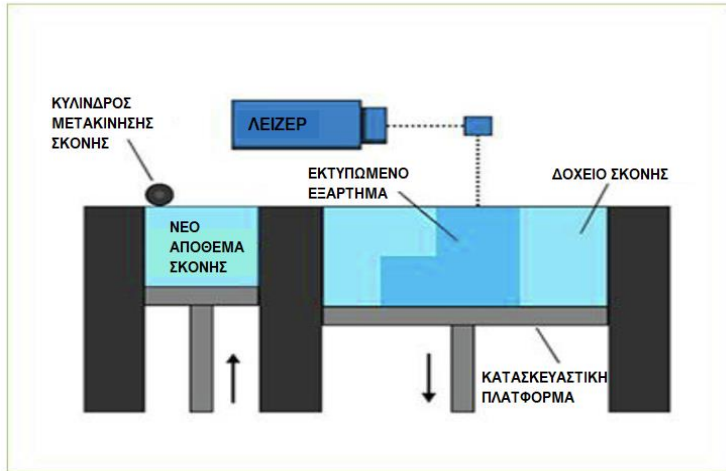 ΚΥΛΙΝΔΡΟΣ
ΜΕΤΑΚΙΝΗΣΗΣ
ΣΚΟΝΗΣ
ΛΕΙΖΕΡ
ΕΚΤΥΠΩΜΕΝΟ
ΕΞΑΡΤΗΜΑ
ΔΟΧΕΙΟ ΣΚΟΝΗΣ
ΝΕΟ
ΑΠΟΘΕΜΑ
ΣΚΟΝΗΣ
ΚΑΤΑΣΚΕΥΑΣΤΙΚΗ
ΠΛΑΤΦΟΡΜΑ